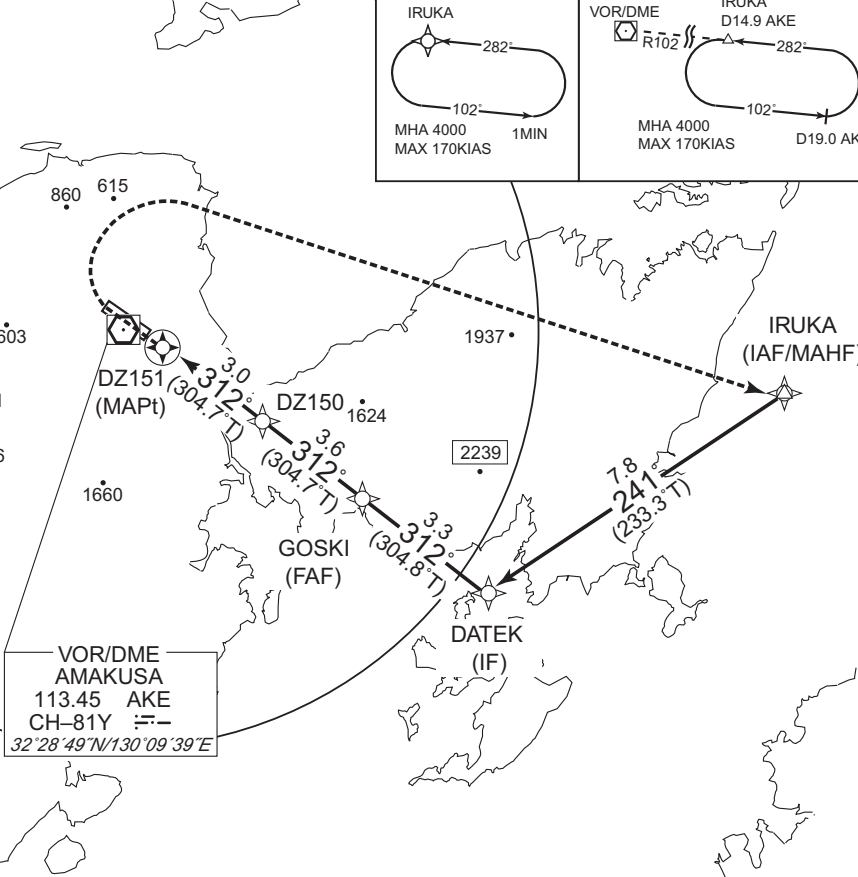 IRUKA
282°
102°
MHA 4000
MAX 170KIAS
1MIN
VOR/DME
IRUKA
D14.9 AKE
R102
282°
102°
MHA 4000
MAX 170KIAS
D19.0 AK
860
615
603
1937
IRUKA
(IAF/MAHF)
DZ151
(MAPt)
3.0
312°
(304.7°T)
DZ150
1624
3.6
312°
(304.7°T)
2239
1660
7.8
241°
(233.3°T)
GOSKI
(FAF)
3.3
312°
(304.8°T)
DATEK
(IF)
VOR/DME
AMAKUSA
113.45 AKE
CH–81Y
32°28´49˝N/130°09´39˝E